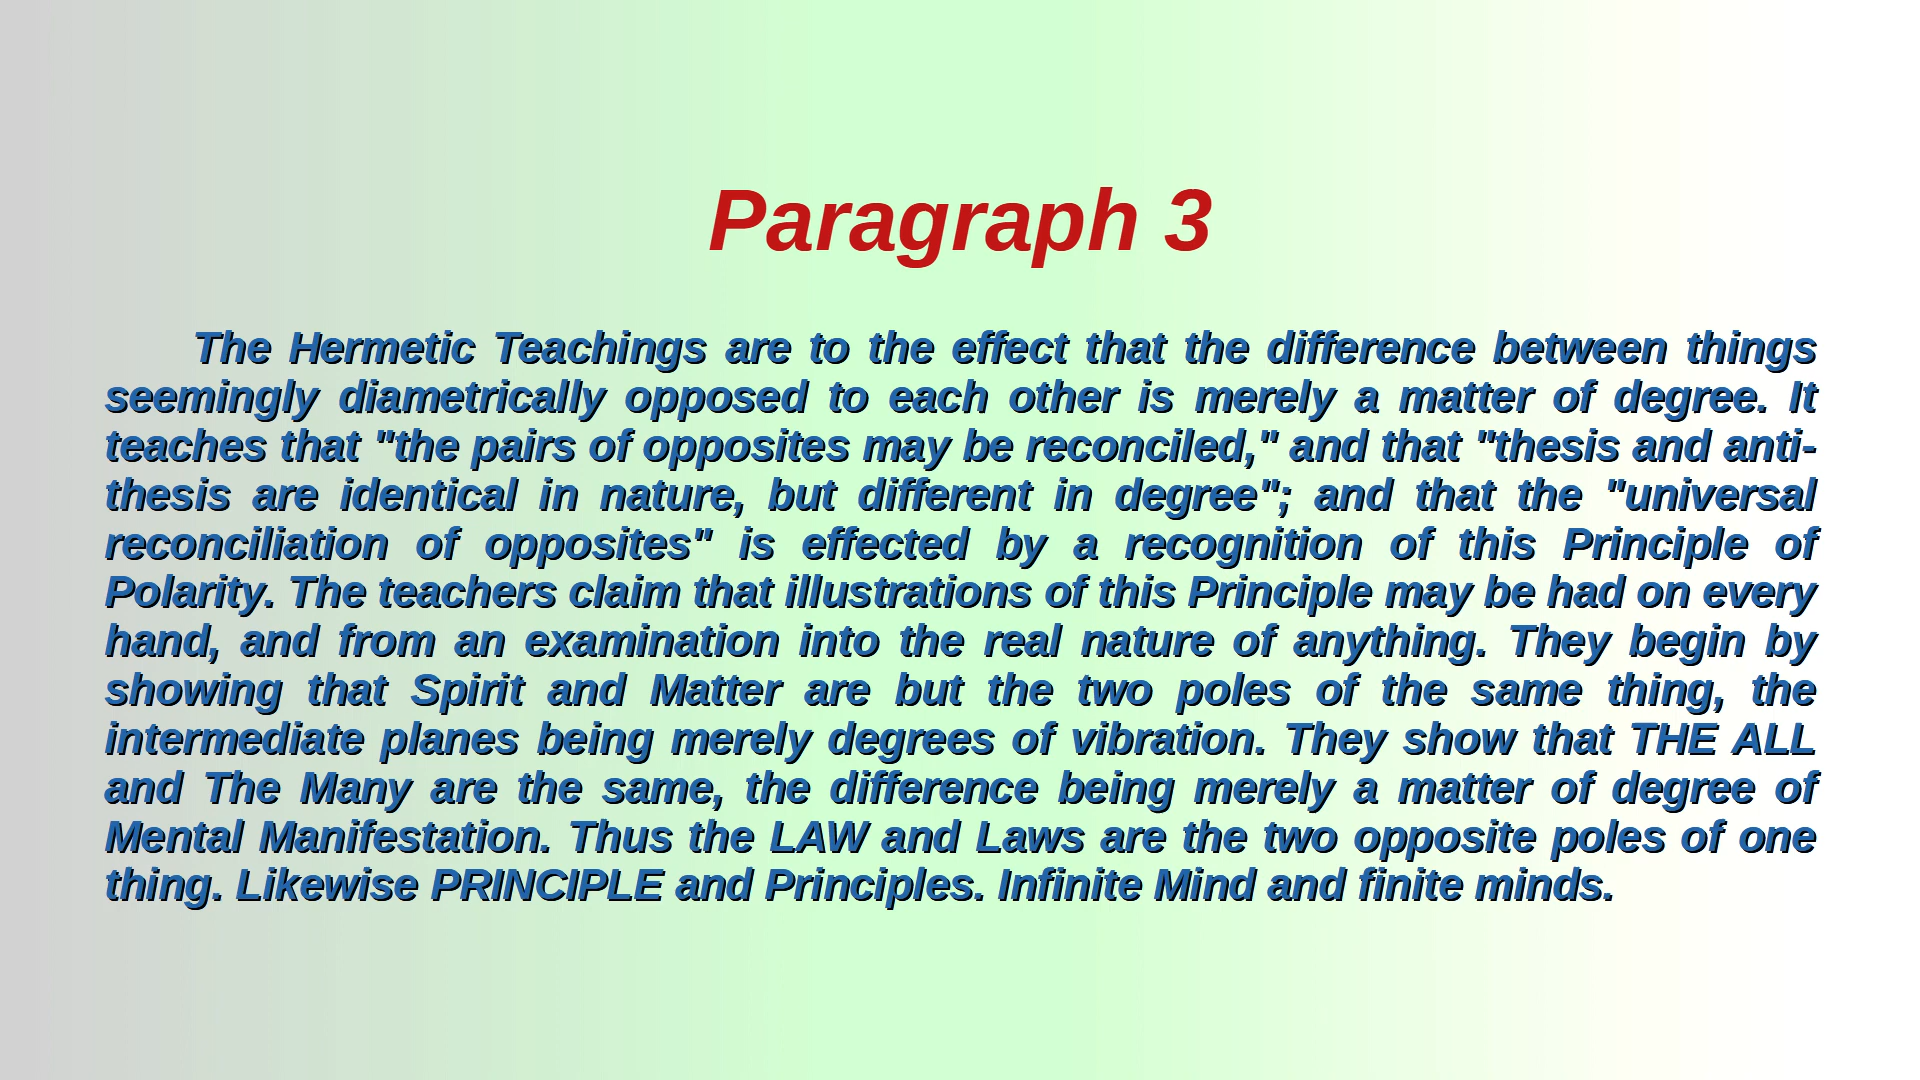 Paragraph 3
The Hermetic Teachings are to the effect that the difference between things
seemingly diametrically opposed to each other is merely a matter of degree. It
teaches that "the pairs of opposites may be reconciled," and that "thesis and anti-
thesis are identical in nature, but different in degree"; and that the "universal
reconciliation of opposites" is effected by a recognition of this Principle of
Polarity. The teachers claim that illustrations of this Principle may be had on every
hand, and from an examination into the real nature of anything. They begin by
showing that Spirit and Matter are but the two poles of the same thing, the
intermediate planes being merely degrees of vibration. They show that THE ALL
and The Many are the same, the difference being merely a matter of degree of
Mental Manifestation. Thus the LAW and Laws are the two opposite poles of one
thing. Likewise PRINCIPLE and Principles. Infinite Mind and finite minds.